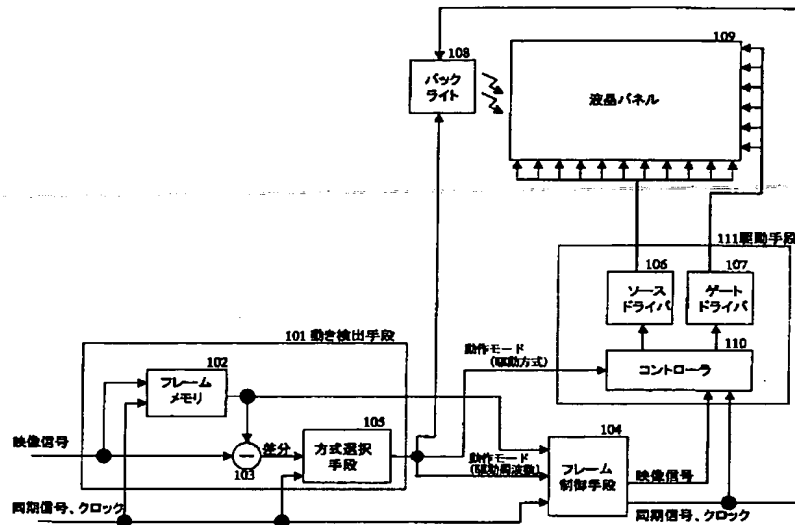 109
108
バック
ライト
液晶パネル
111 駆動手段
106
107
ソース
ドライバ
ゲート
ドライバ
101 動き検出手段
動作モード
(駆動方式)
110
コントローラ
102
フレーム
メモリ
105
方式選択
手段
映像信号
差分
103
動作モード
(駆動周波数)
104
フレーム
制御手段
映像信号
同期信号、クロック
同期信号、クロック